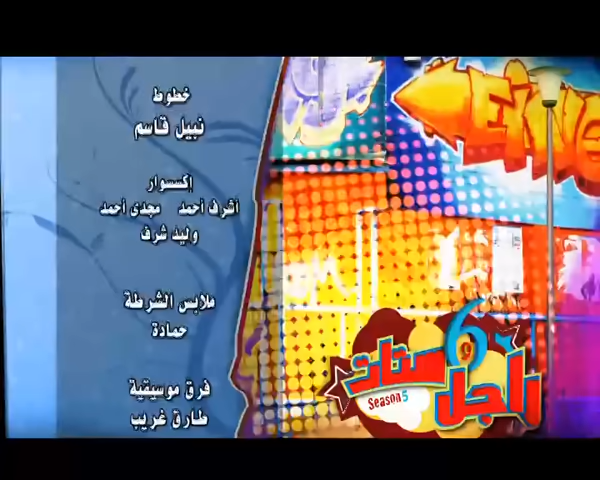 خطوط
نبيل قاسم
إكسسوار
أشرف أحمد مجدى أحمد
وليد شرف
ملابس الشرطة
حمادة
فرق موسيقية
طارق غريب
راجل و 6 ستات
Season 5